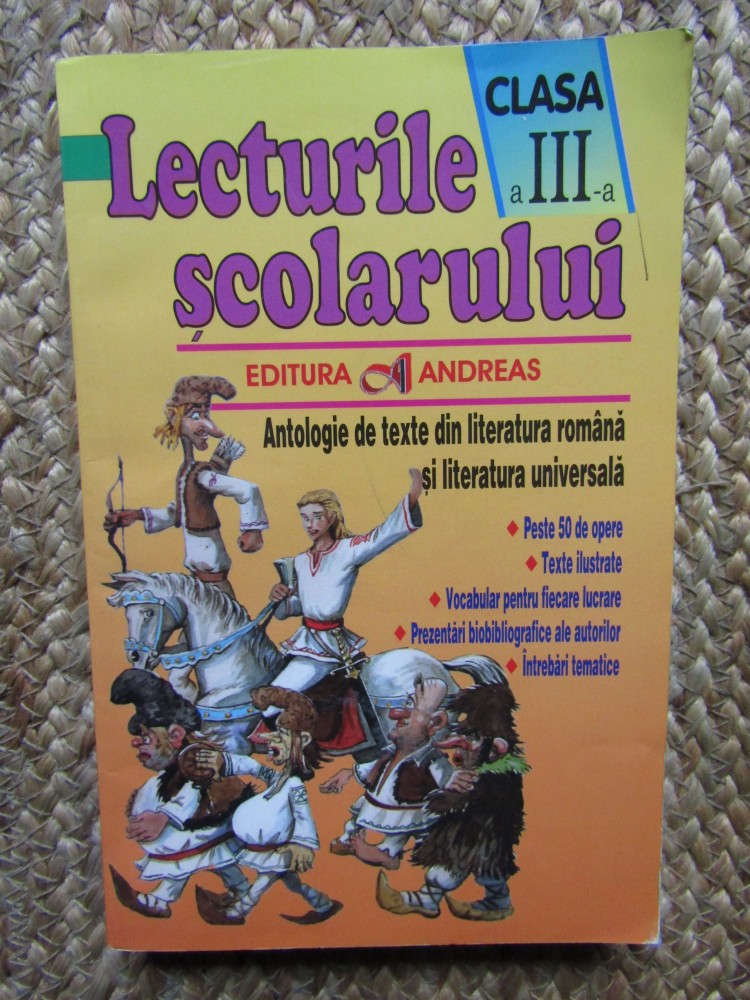 CLASA
a III-a
Lecturile
școlarului
EDITURA ANDREAS
Antologie de texte din literatura română
și literatura universală
♦ Peste 50 de opere
♦ Texte ilustrate
♦ Vocabular pentru fiecare lucrare
♦ Prezentări biobibliografice ale autorilor
♦ Întrebări tematice